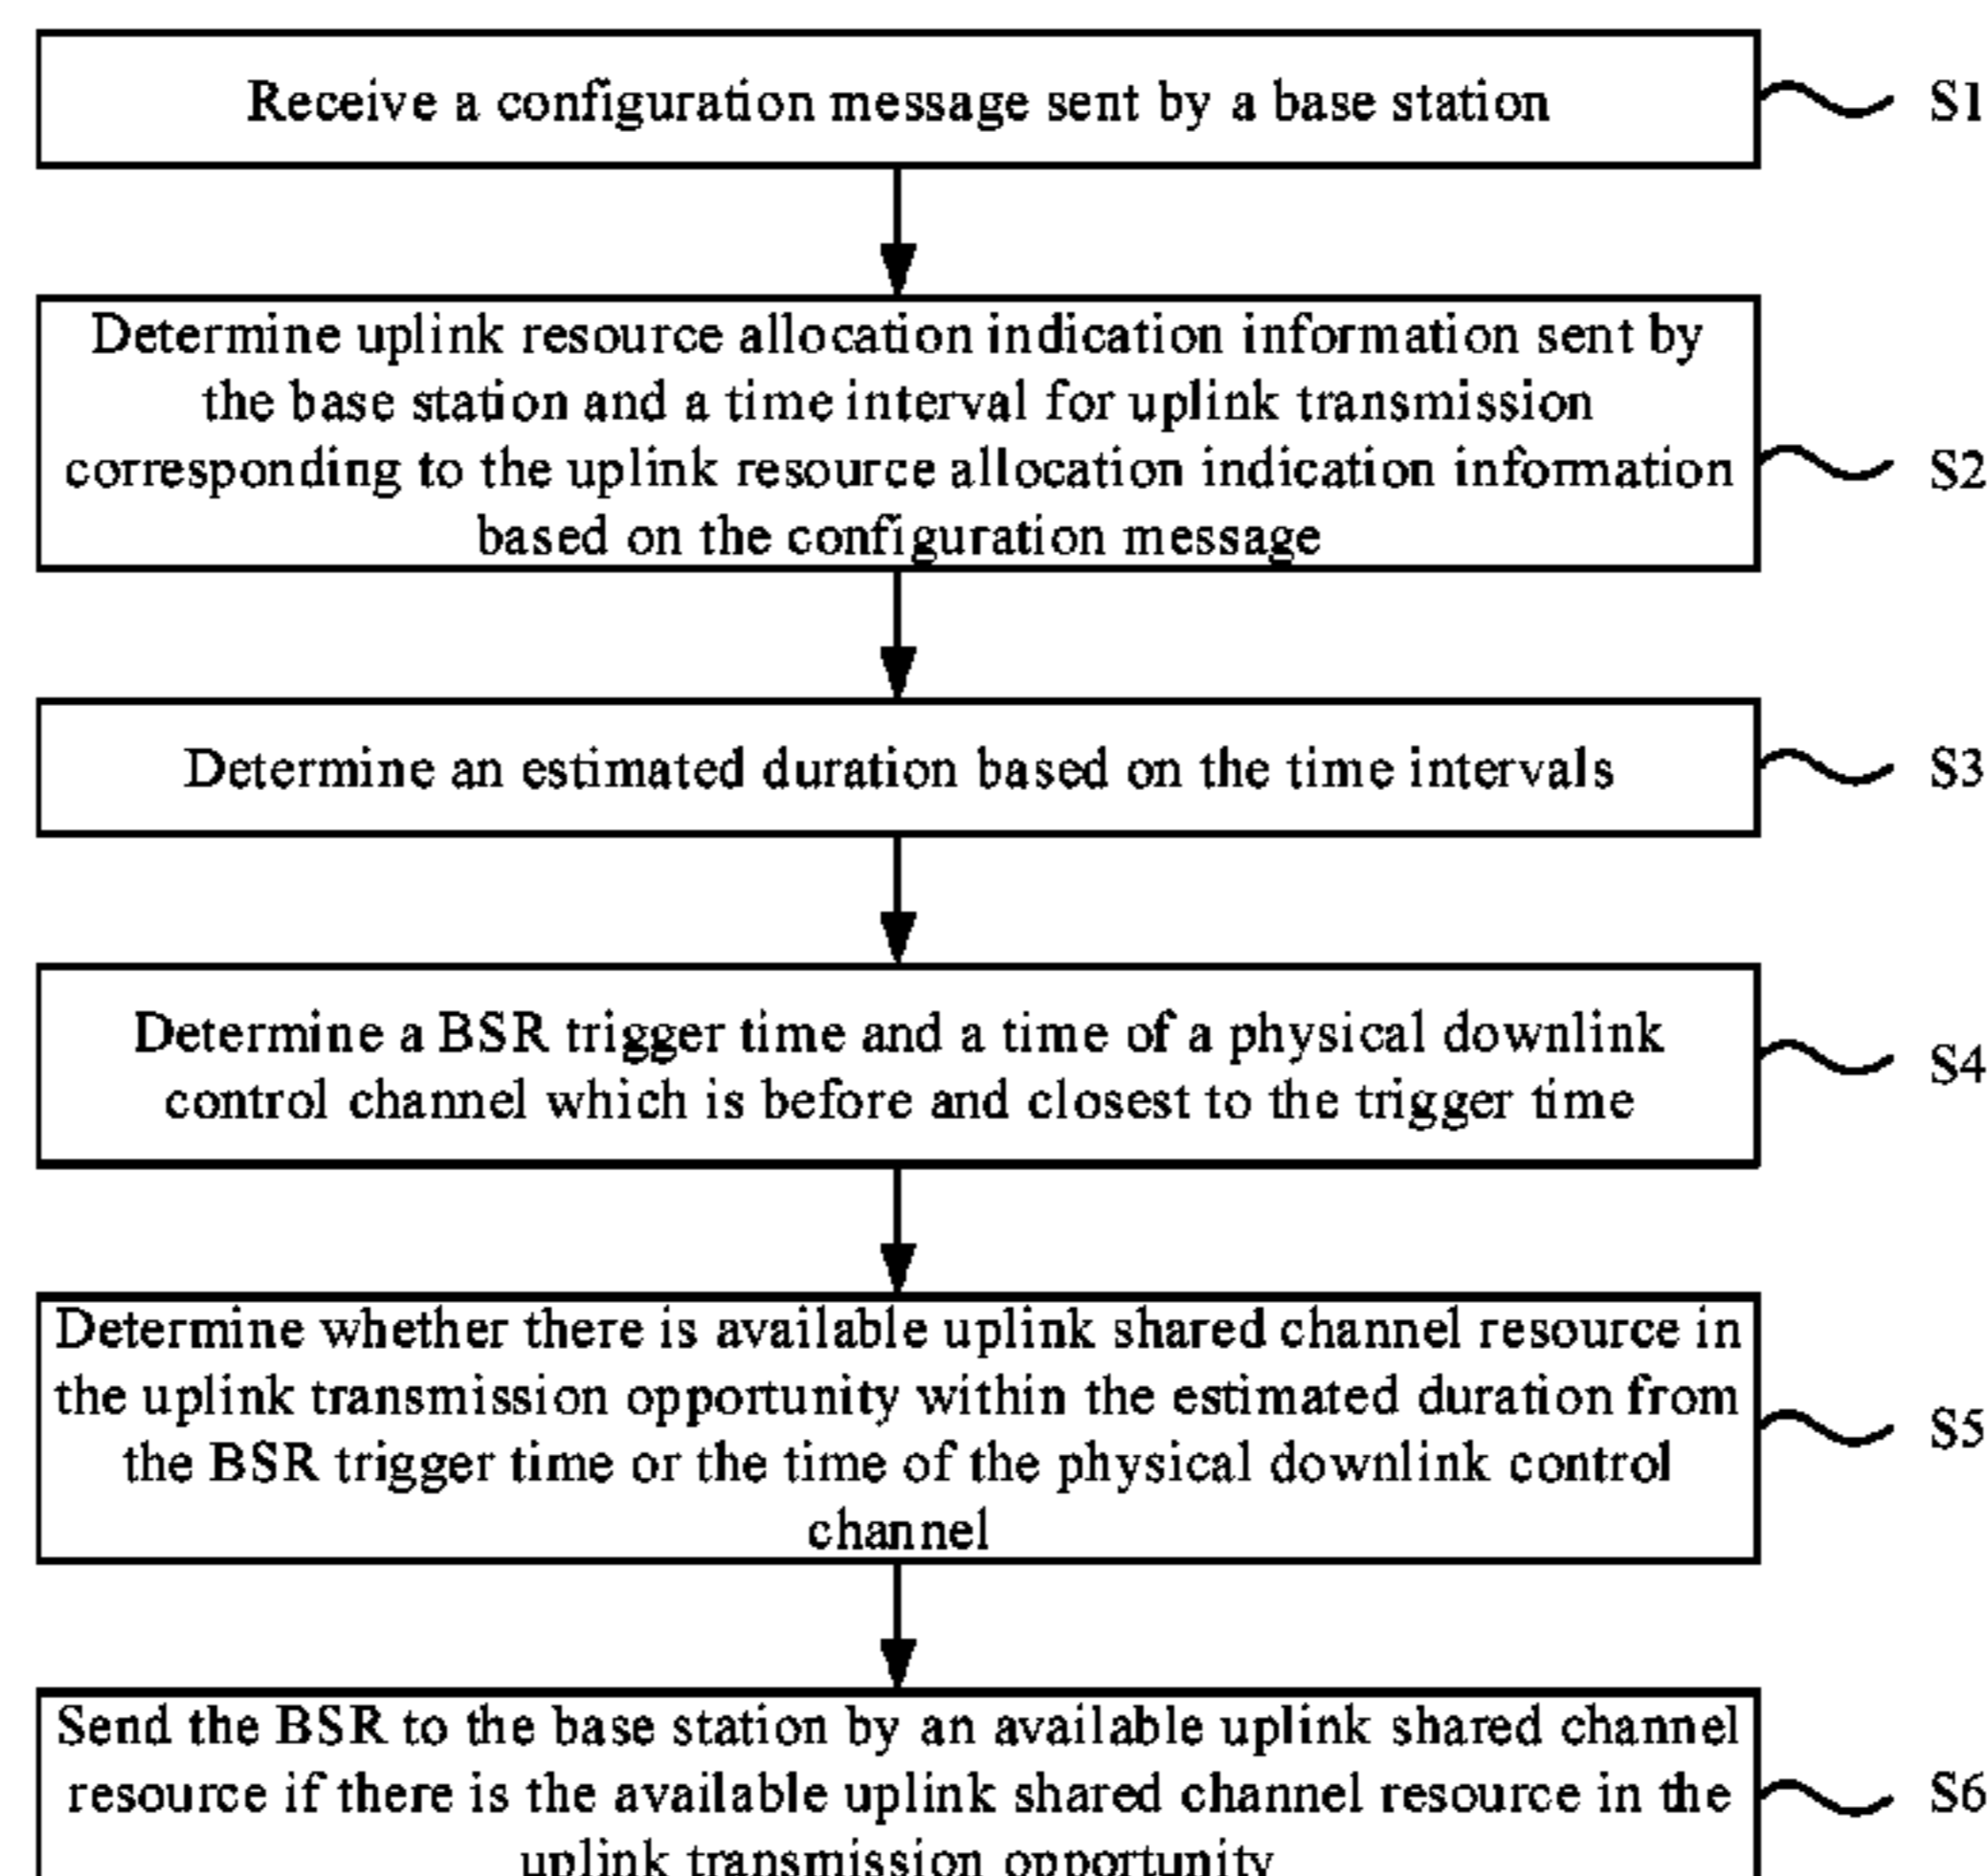 Receive a configuration message sent by a base station
S1
Determine uplink resource allocation indication information sent by
the base station and a time interval for uplink transmission
corresponding to the uplink resource allocation indication information
based on the configuration message
S2
Determine an estimated duration based on the time intervals
S3
Determine a BSR trigger time and a time of a physical downlink
control channel which is before and closest to the trigger time
S4
Determine whether there is available uplink shared channel resource in
the uplink transmission opportunity within the estimated duration from
the BSR trigger time or the time of the physical downlink control
channel
S5
Send the BSR to the base station by an available uplink shared channel
resource if there is the available uplink shared channel resource in the
uplink transmission opportunity
S6